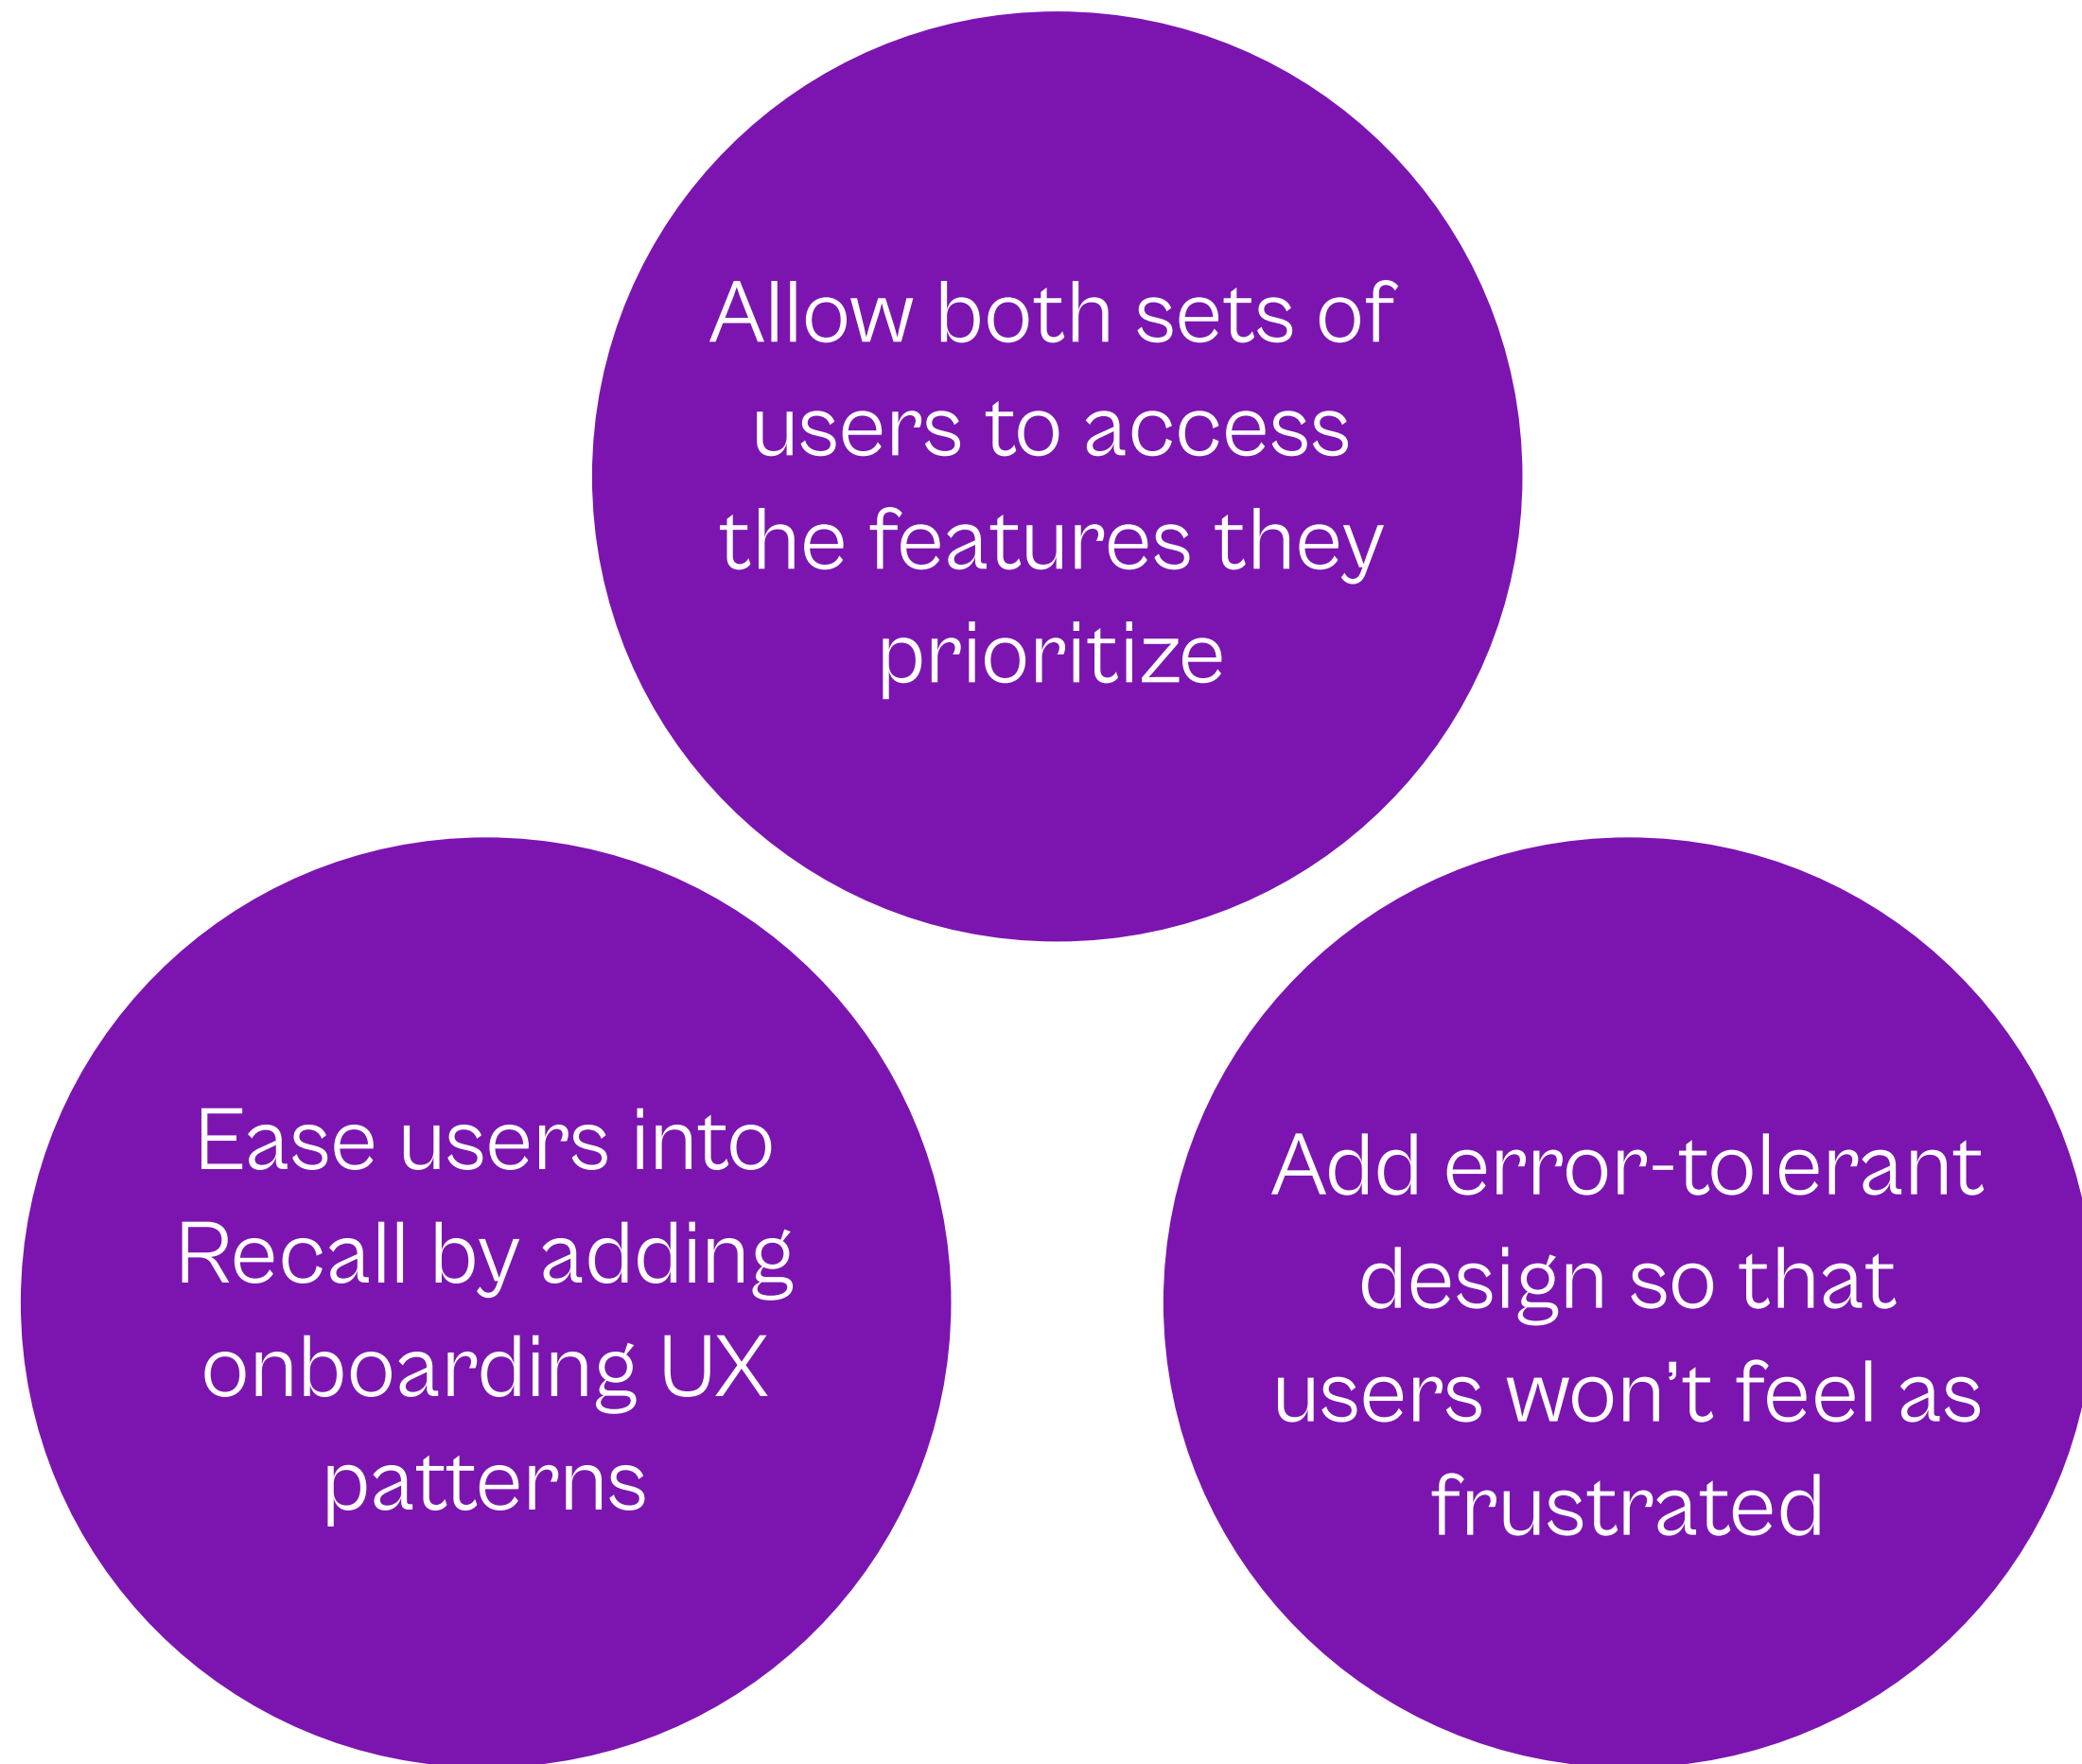 Allow both sets of
users to access
the features they
prioritize
Ease users into
Recall by adding
onboarding UX
patterns
Add error-tolerant
design so that
users won’t feel as
frustrated